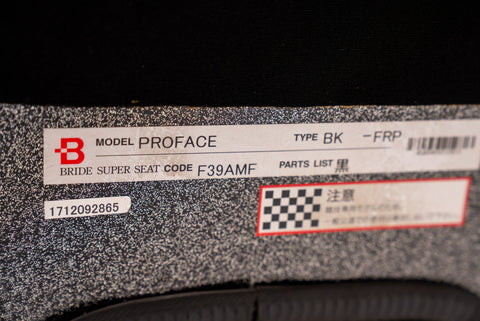 B MODEL PROFACE TYPE BK -FRP
BRIDE SUPER SEAT CODE F39AMF PARTS LIST 黒
1712092865
注意